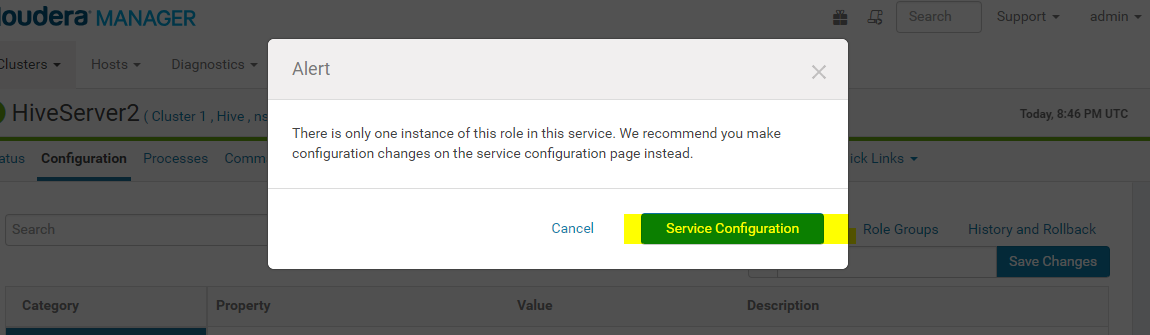 loudera MANAGER
Search
Support
admin
Clusters
Hosts
Diagnostics
HiveServer2 ( Cluster 1 , Hive , ns
Today, 8:46 PM UTC
atus
Configuration
Processes
Comm
ick Links
Alert
There is only one instance of this role in this service. We recommend you make
configuration changes on the service configuration page instead.
Cancel
Service Configuration
Search
Role Groups
History and Rollback
Save Changes
Category
Property
Value
Description